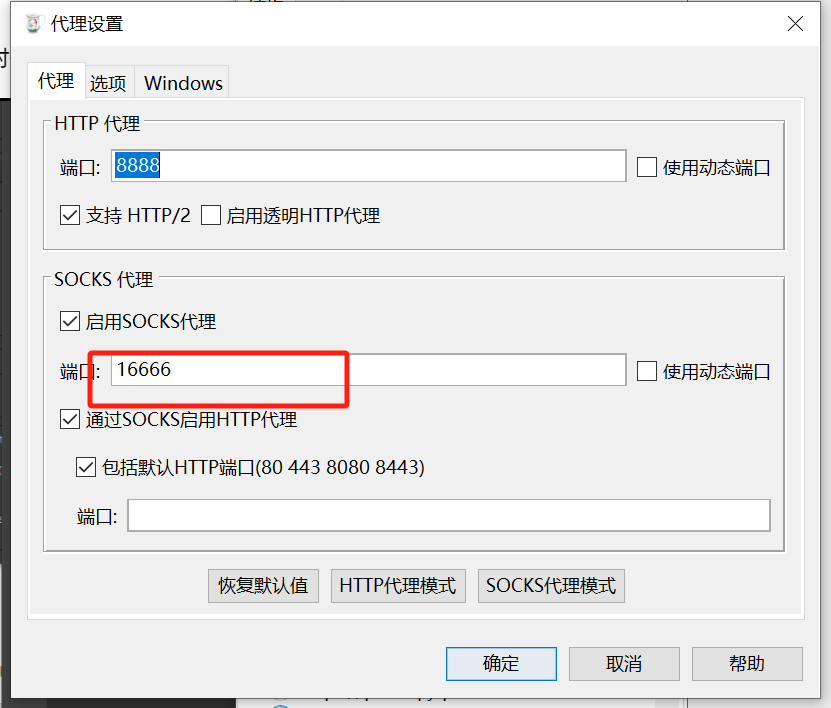 代理设置
代理 选项 Windows
HTTP 代理
端口: 8888 使用动态端口
支持 HTTP/2 启用透明HTTP代理
SOCKS 代理
启用SOCKS代理
端口: 16666 使用动态端口
通过SOCKS启用HTTP代理
包括默认HTTP端口(80 443 8080 8443)
端口:
恢复默认值 HTTP代理模式 SOCKS代理模式
确定 取消 帮助